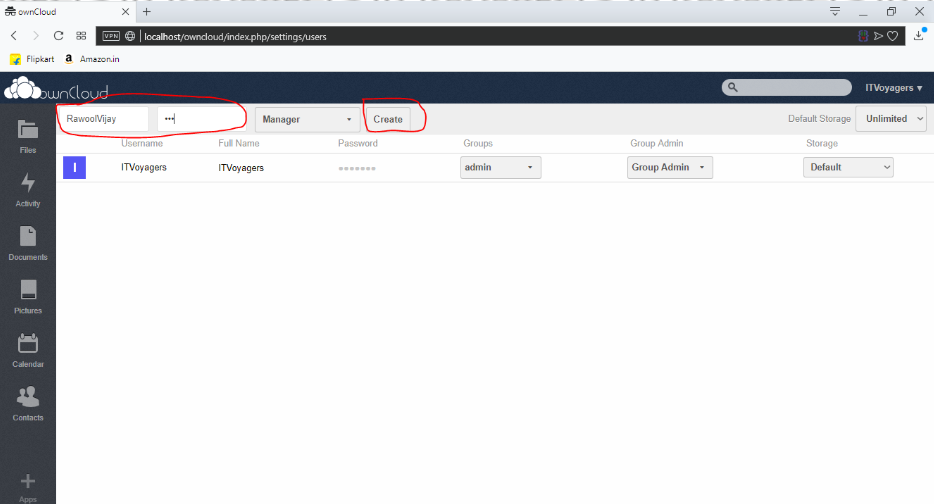 ownCloud
VPN localhost/owncloud/index.php/settings/users
Flipkart Amazon.in
ownCloud ITVoyagers
RawoolVijay ••• Manager Create Default Storage Unlimited
Username Full Name Password Groups Group Admin Storage
I ITVoyagers ITVoyagers ●●●●●●● admin Group Admin Default
Files
Activity
Documents
Pictures
Calendar
Contacts
Apps